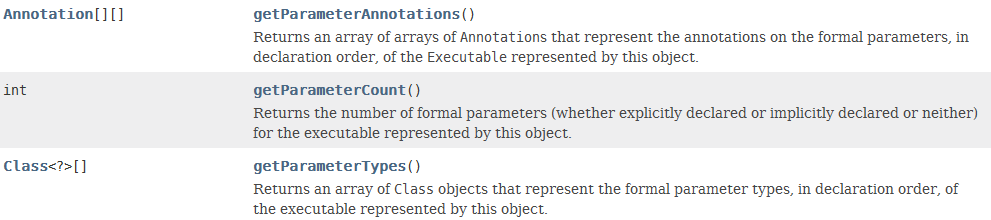 Annotation[][] getParameterAnnotations()
Returns an array of arrays of Annotations that represent the annotations on the formal parameters, in
declaration order, of the Executable represented by this object.
int getParameterCount()
Returns the number of formal parameters (whether explicitly declared or implicitly declared or neither)
for the executable represented by this object.
Class<?>[] getParameterTypes()
Returns an array of Class objects that represent the formal parameter types, in declaration order, of
the executable represented by this object.